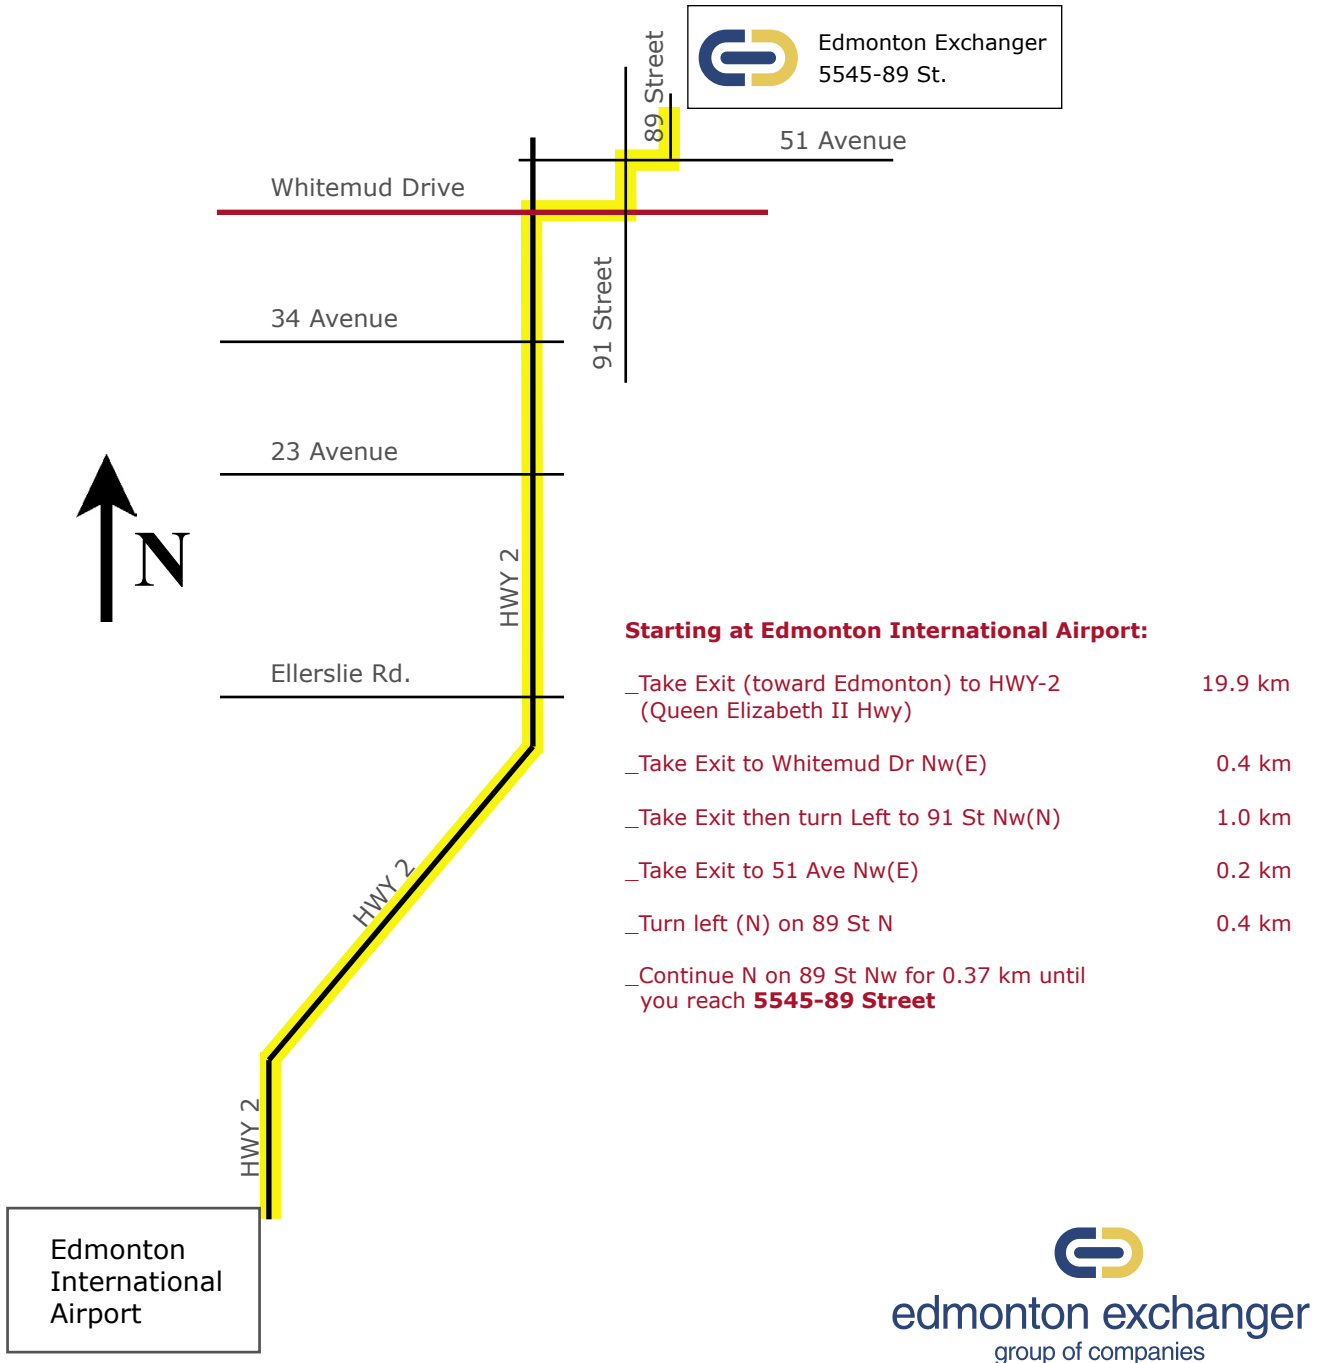 Edmonton Exchanger
5545-89 St.
89 Street
51 Avenue
Whitemud Drive
91 Street
34 Avenue
23 Avenue
N
HWY 2
Ellerslie Rd.
Starting at Edmonton International Airport:
_Take Exit (toward Edmonton) to HWY-2 19.9 km
(Queen Elizabeth II Hwy)
_Take Exit to Whitemud Dr Nw(E) 0.4 km
_Take Exit then turn Left to 91 St Nw(N) 1.0 km
_Take Exit to 51 Ave Nw(E) 0.2 km
_Turn left (N) on 89 St N 0.4 km
_Continue N on 89 St Nw for 0.37 km until
you reach 5545-89 Street
HWY 2
HWY 2
Edmonton
International
Airport
edmonton exchanger
group of companies